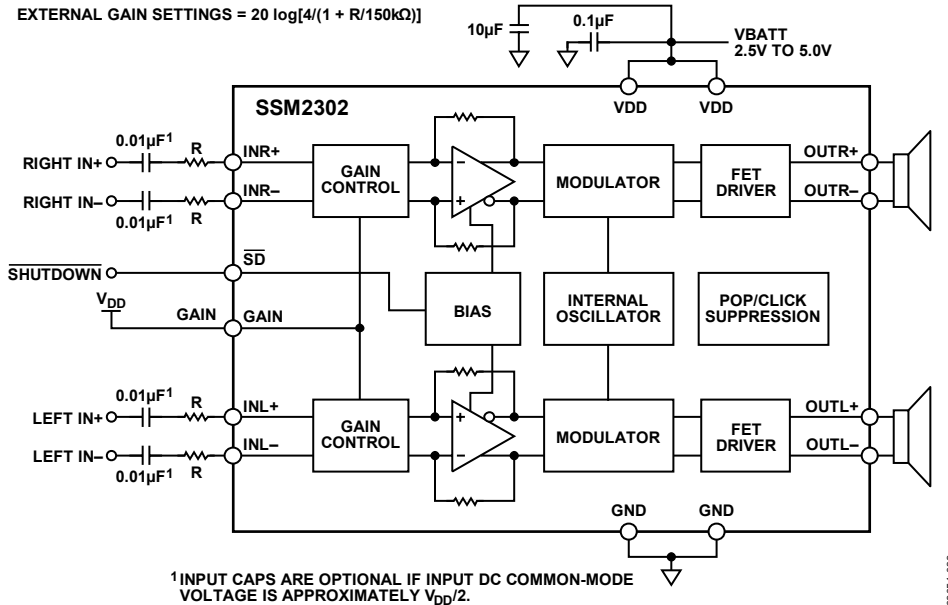 EXTERNAL GAIN SETTINGS = 20 log[4/(1 + R/150kΩ)]
10µF
0.1µF
VBATT
2.5V TO 5.0V
SSM2302
VDD
VDD
0.01µF1
R
RIGHT IN+
INR+
RIGHT IN–
INR–
0.01µF1
R
GAIN
CONTROL
MODULATOR
FET
DRIVER
OUTR+
OUTR–
SHUTDOWN
SD
VDD
GAIN
GAIN
BIAS
INTERNAL
OSCILLATOR
POP/CLICK
SUPPRESSION
0.01µF1
R
LEFT IN+
INL+
LEFT IN–
INL–
0.01µF1
R
GAIN
CONTROL
MODULATOR
FET
DRIVER
OUTL+
OUTL–
GND
GND
1 INPUT CAPS ARE OPTIONAL IF INPUT DC COMMON-MODE
VOLTAGE IS APPROXIMATELY VDD/2.